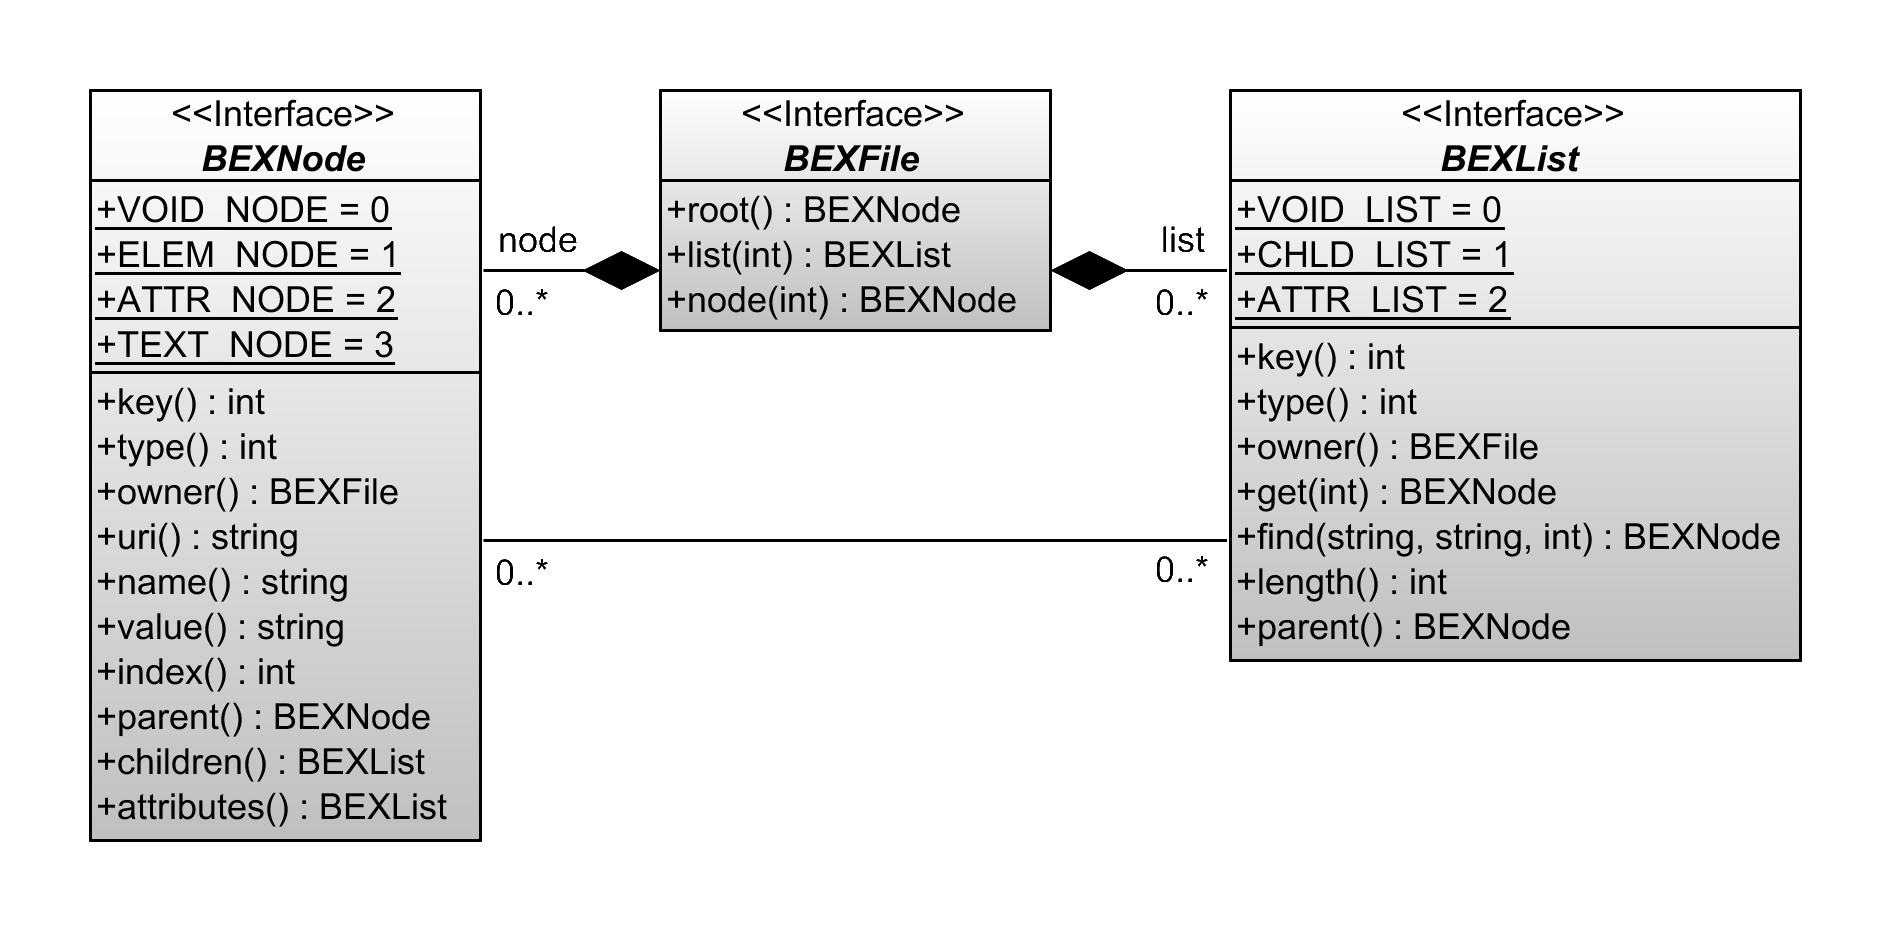 <<Interface>>
BEXNode
+VOID_NODE = 0
+ELEM_NODE = 1
+ATTR_NODE = 2
+TEXT_NODE = 3
+key() : int
+type() : int
+owner() : BEXFile
+uri() : string
+name() : string
+value() : string
+index() : int
+parent() : BEXNode
+children() : BEXList
+attributes() : BEXList
node
0..*
0..*
<<Interface>>
BEXFile
+root() : BEXNode
+list(int) : BEXList
+node(int) : BEXNode
list
0..*
0..*
<<Interface>>
BEXList
+VOID_LIST = 0
+CHLD_LIST = 1
+ATTR_LIST = 2
+key() : int
+type() : int
+owner() : BEXFile
+get(int) : BEXNode
+find(string, string, int) : BEXNode
+length() : int
+parent() : BEXNode